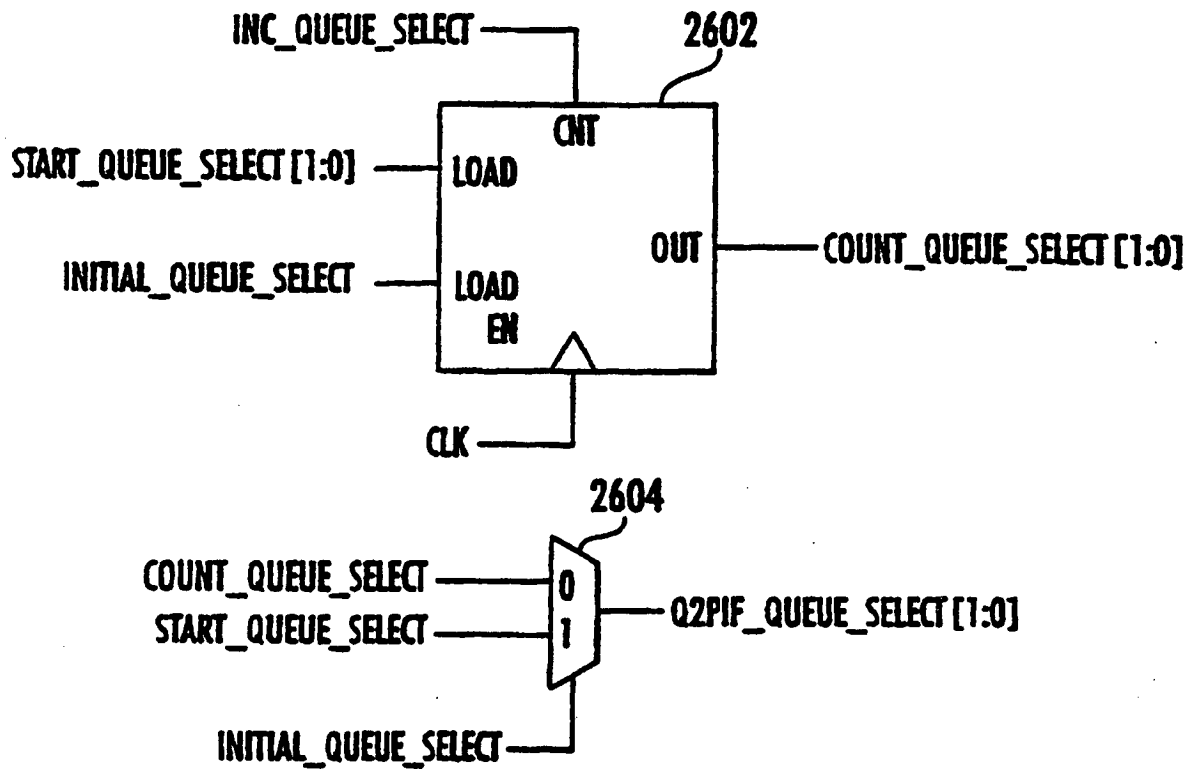 INC_QUEUE_SELECT
2602
CNT
START_QUEUE_SELECT [1:0]
LOAD
OUT
COUNT_QUEUE_SELECT [1:0]
INITIAL_QUEUE_SELECT
LOAD
EN
CLK
2604
COUNT_QUEUE_SELECT
0
START_QUEUE_SELECT
1
Q2PIF_QUEUE_SELECT [1:0]
INITIAL_QUEUE_SELECT